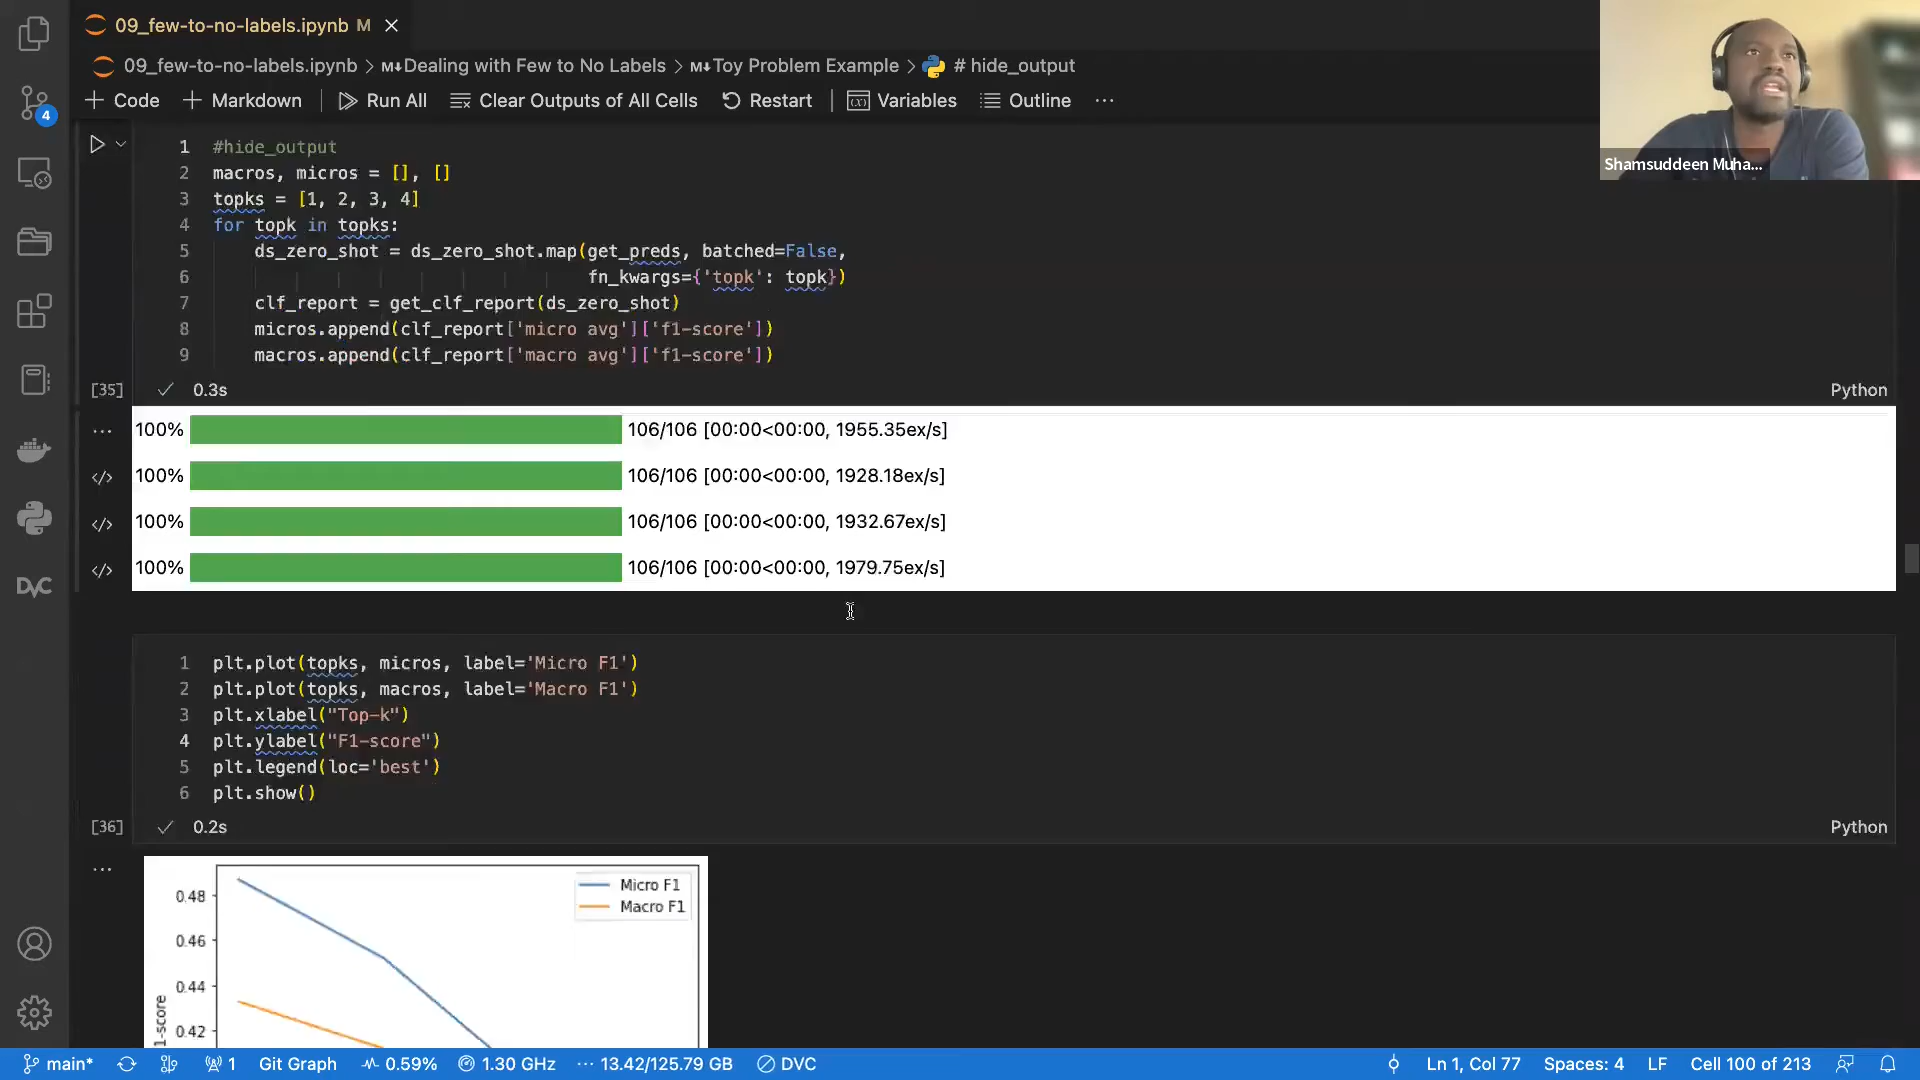 09_few-to-no-labels.ipynb M
09_few-to-no-labels.ipynb > M↓Dealing with Few to No Labels > M↓Toy Problem Example > # hide_output
+ Code + Markdown | Run All Clear Outputs of All Cells Restart | Variables Outline ...
4
Shamsuddeen Muha...
1 #hide_output
2 macros, micros = [], []
3 topks = [1, 2, 3, 4]
4 for topk in topks:
5 ds_zero_shot = ds_zero_shot.map(get_preds, batched=False,
6 fn_kwargs={'topk': topk})
7 clf_report = get_clf_report(ds_zero_shot)
8 micros.append(clf_report['micro avg']['f1-score'])
9 macros.append(clf_report['macro avg']['f1-score'])
[35] 0.3s Python
100% 106/106 [00:00<00:00, 1955.35ex/s]
100% 106/106 [00:00<00:00, 1928.18ex/s]
100% 106/106 [00:00<00:00, 1932.67ex/s]
100% 106/106 [00:00<00:00, 1979.75ex/s]
DVC
1 plt.plot(topks, micros, label='Micro F1')
2 plt.plot(topks, macros, label='Macro F1')
3 plt.xlabel("Top-k")
4 plt.ylabel("F1-score")
5 plt.legend(loc='best')
6 plt.show()
[36] 0.2s Python
Micro F1
Macro F1
0.48
0.46
0.44
0.42
1-score
main* 1 Git Graph 0.59% 1.30 GHz 13.42/125.79 GB DVC Ln 1, Col 77 Spaces: 4 LF Cell 100 of 213